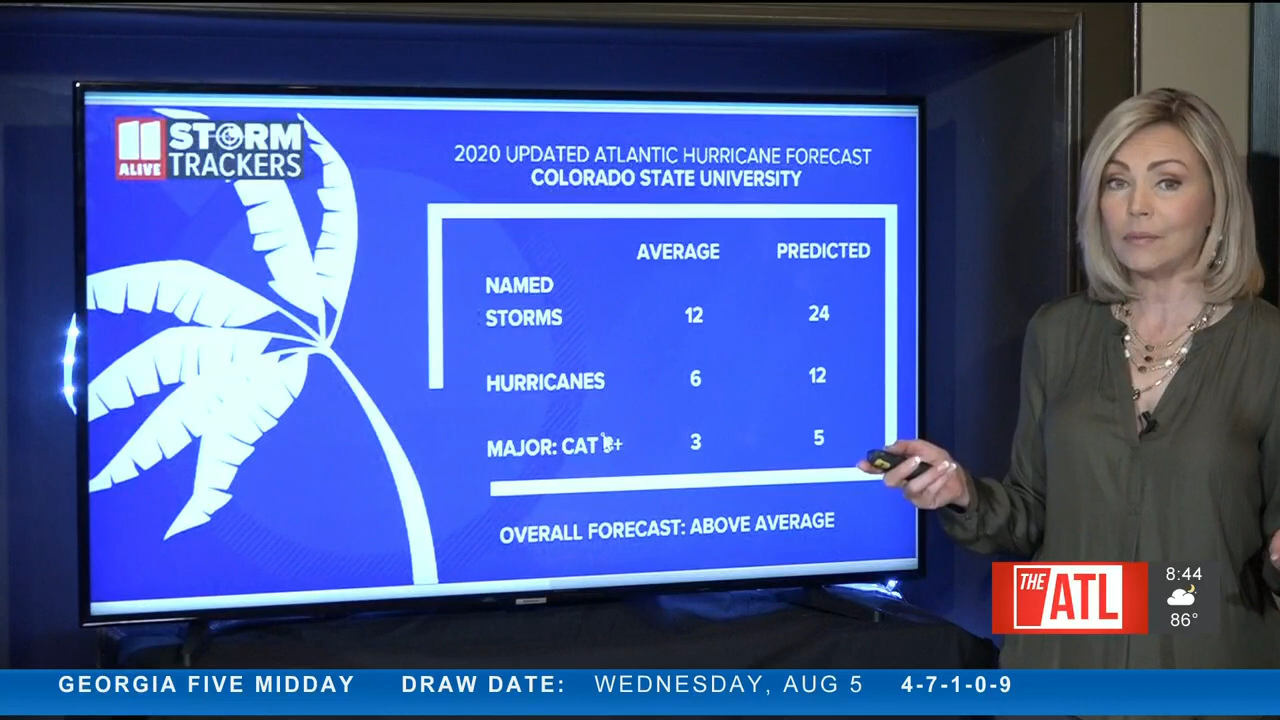 11
ALIVE
STORM
TRACKERS
2020 UPDATED ATLANTIC HURRICANE FORECAST
COLORADO STATE UNIVERSITY
AVERAGE PREDICTED
NAMED
STORMS 12 24
HURRICANES 6 12
MAJOR: CAT 3+ 3 5
OVERALL FORECAST: ABOVE AVERAGE
THE ATL
8:44
86°
GEORGIA FIVE MIDDAY DRAW DATE: WEDNESDAY, AUG 5 4-7-1-0-9